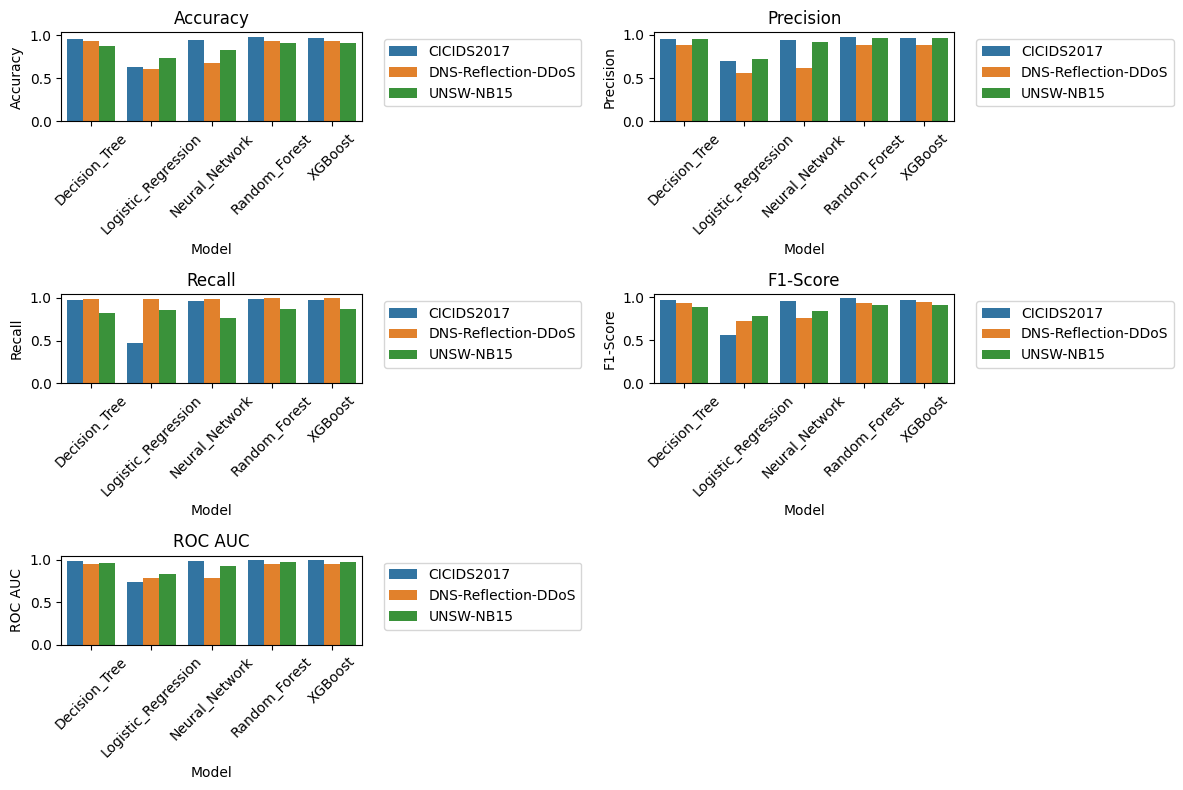 Accuracy
Accuracy
1.0
0.5
0.0
Decision_Tree
Logistic_Regression
Neural_Network
Random_Forest
XGBoost
Model
CICIDS2017
DNS-Reflection-DDoS
UNSW-NB15
Precision
Precision
1.0
0.5
0.0
Decision_Tree
Logistic_Regression
Neural_Network
Random_Forest
XGBoost
Model
CICIDS2017
DNS-Reflection-DDoS
UNSW-NB15
Recall
Recall
1.0
0.5
0.0
Decision_Tree
Logistic_Regression
Neural_Network
Random_Forest
XGBoost
Model
CICIDS2017
DNS-Reflection-DDoS
UNSW-NB15
F1-Score
F1-Score
1.0
0.5
0.0
Decision_Tree
Logistic_Regression
Neural_Network
Random_Forest
XGBoost
Model
CICIDS2017
DNS-Reflection-DDoS
UNSW-NB15
ROC AUC
ROC AUC
1.0
0.5
0.0
Decision_Tree
Logistic_Regression
Neural_Network
Random_Forest
XGBoost
Model
CICIDS2017
DNS-Reflection-DDoS
UNSW-NB15